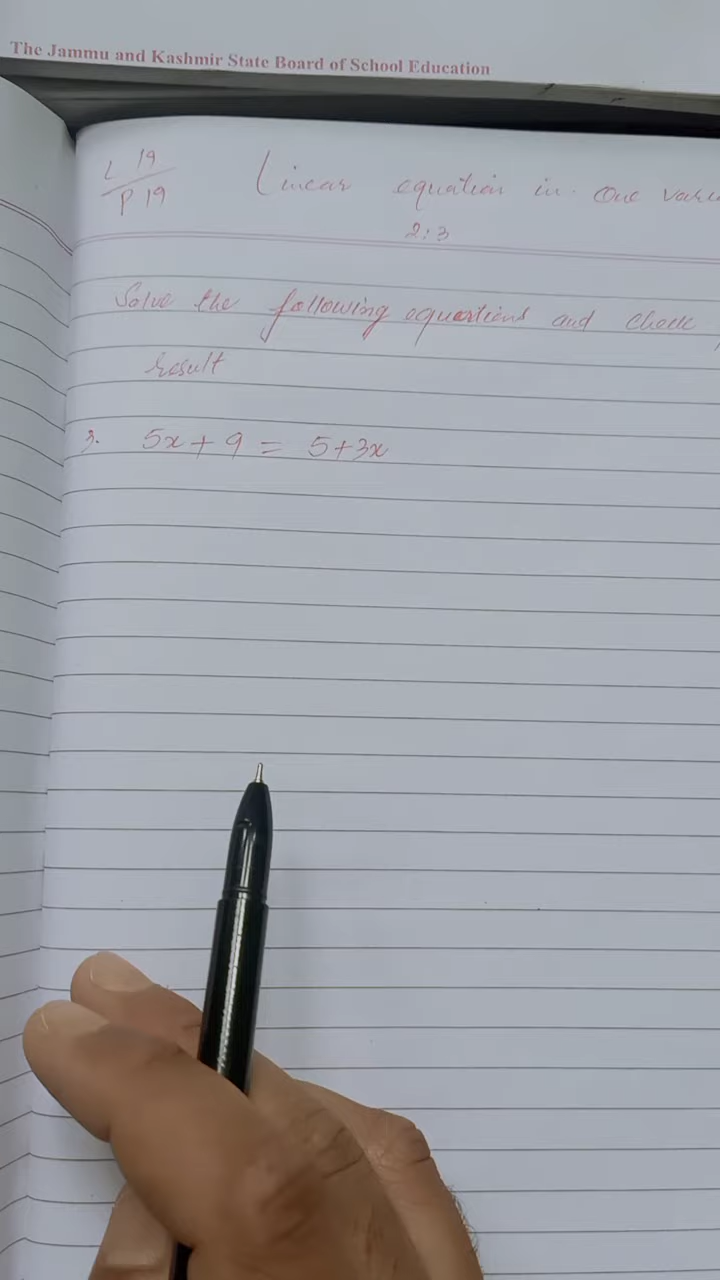 The Jammu and Kashmir State Board of School Education
L 19
P 19
Linear equation in One
2:3
Solve the following equations and check
result
3. 5x + 9 = 5+3x